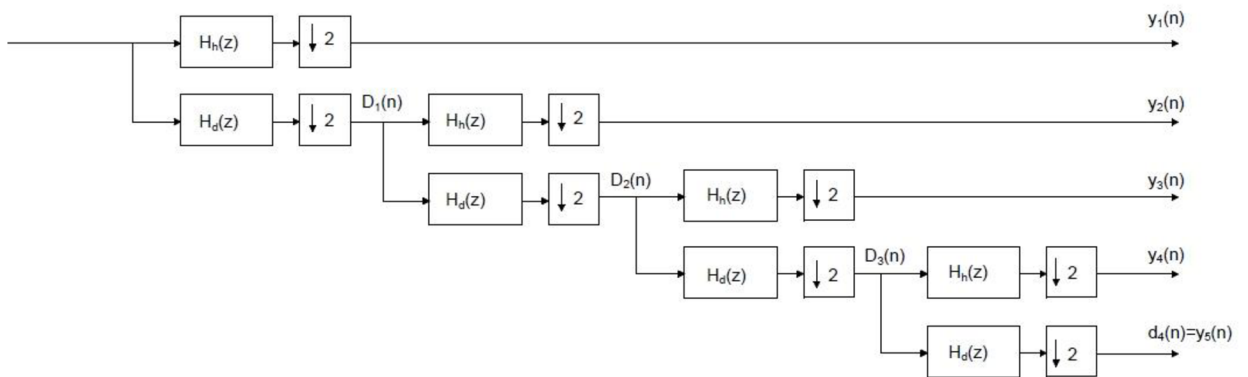 y₁(n)
Hₕ(z) ↓ 2
D₁(n) y₂(n)
H_d(z) ↓ 2 Hₕ(z) ↓ 2
D₂(n) y₃(n)
H_d(z) ↓ 2 Hₕ(z) ↓ 2
D₃(n) y₄(n)
H_d(z) ↓ 2 Hₕ(z) ↓ 2
d₄(n)=y₅(n)
H_d(z) ↓ 2